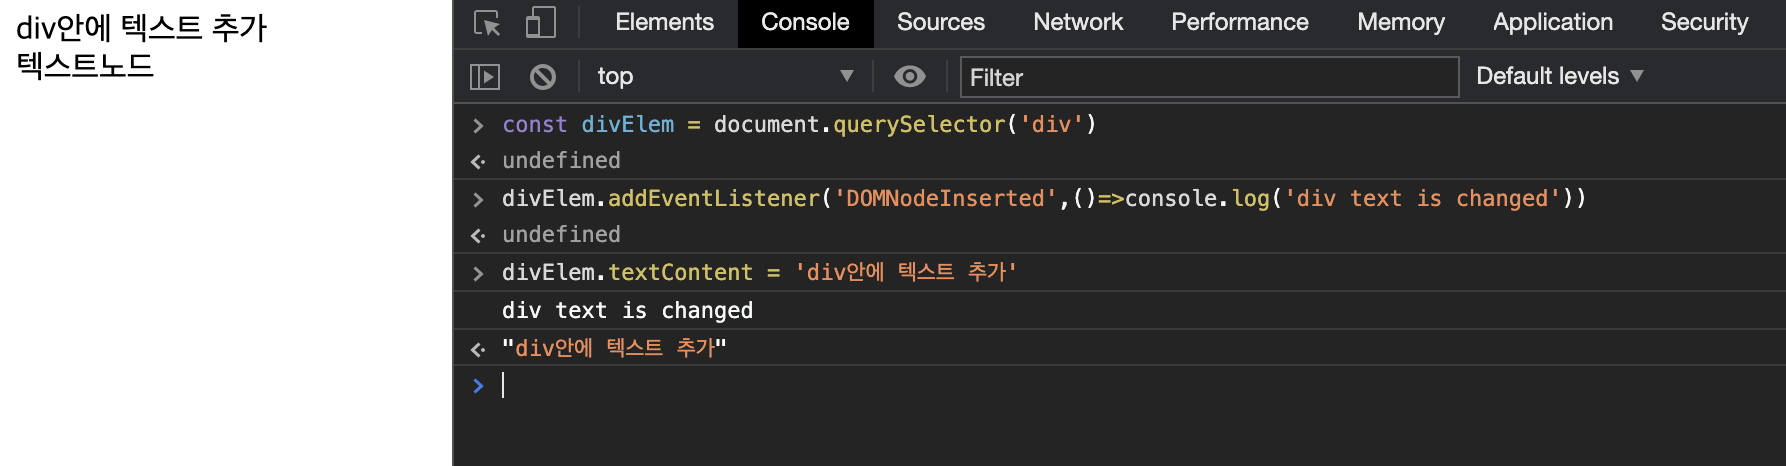 div안에 텍스트 추가
텍스트노드
Elements Console Sources Network Performance Memory Application Security
top Filter Default levels
const divElem = document.querySelector('div')
undefined
divElem.addEventListener('DOMNodeInserted',()=>console.log('div text is changed'))
undefined
divElem.textContent = 'div안에 텍스트 추가'
div text is changed
"div안에 텍스트 추가"